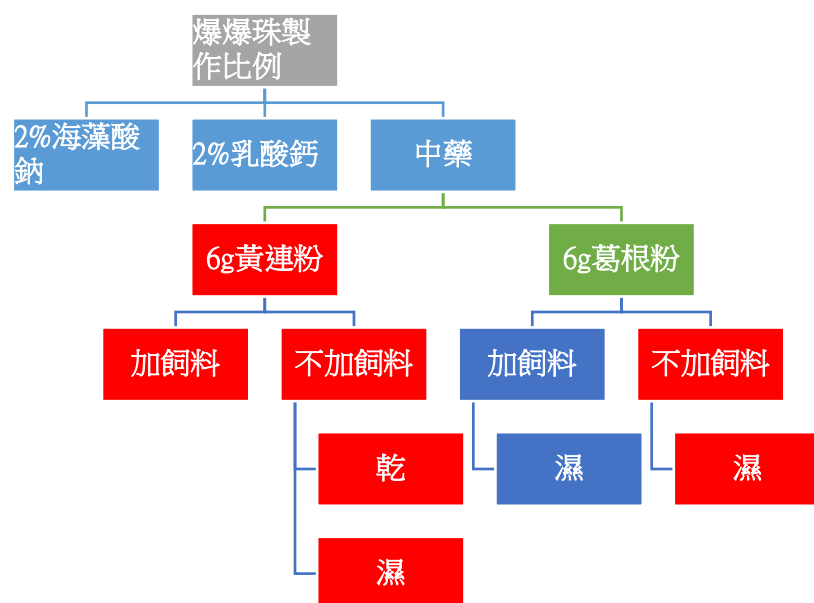 爆爆珠製
作比例
2%海藻酸
鈉
2%乳酸鈣
中藥
6g黃連粉
6g葛根粉
加飼料
不加飼料
加飼料
不加飼料
乾
濕
濕
濕